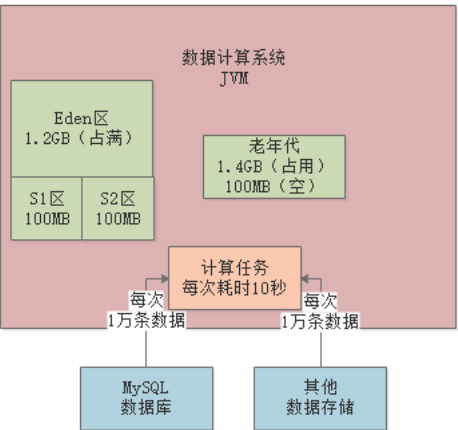 数据计算系统
JVM
Eden区
1.2GB（占满）
S1区
100MB
S2区
100MB
老年代
1.4GB（占用）
100MB（空）
计算任务
每次耗时10秒
每次
1万条数据
每次
1万条数据
MySQL
数据库
其他
数据存储